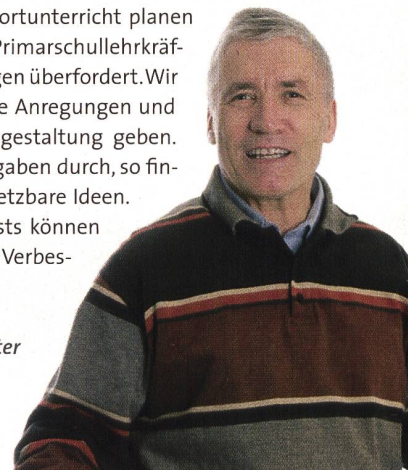 ortunterricht planen
Primarschullehrkräf-
gen überfordert. Wir
e Anregungen und
gestaltung geben.
gaben durch, so fin-
etzbare Ideen.
sts können
Verbes-
ter